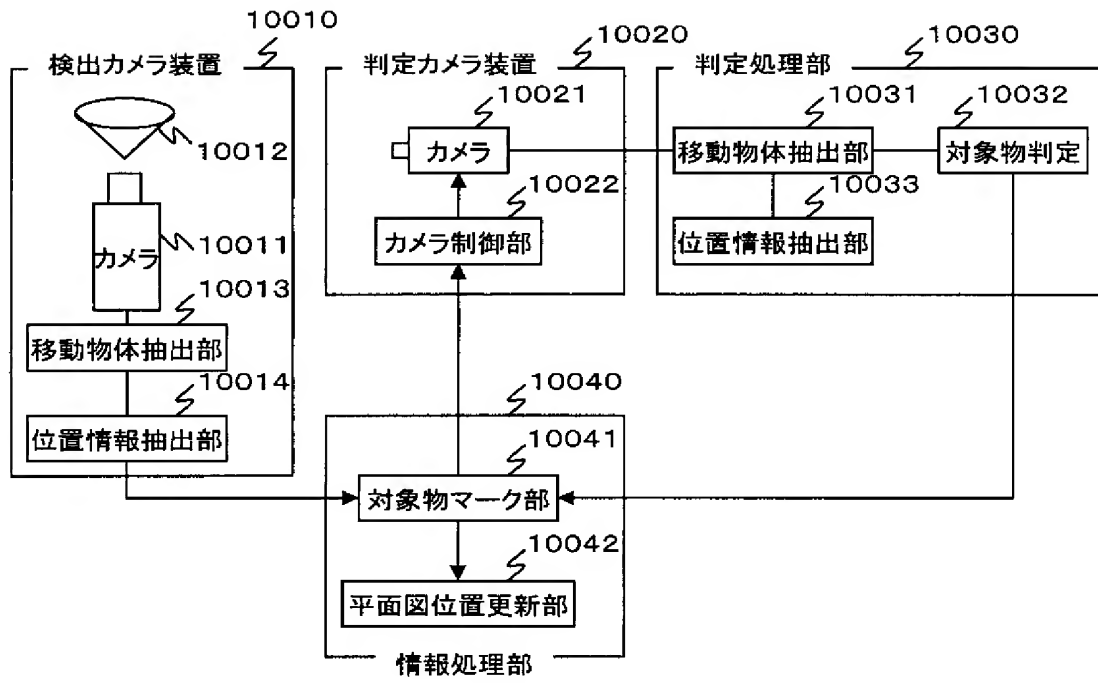 10010
検出カメラ装置
10012
10011
カメラ
10013
移動物体抽出部
10014
位置情報抽出部
10020
判定カメラ装置
10021
カメラ
10022
カメラ制御部
10030
判定処理部
10031
移動物体抽出部
10032
対象物判定
10033
位置情報抽出部
10040
10041
対象物マーク部
10042
平面図位置更新部
情報処理部